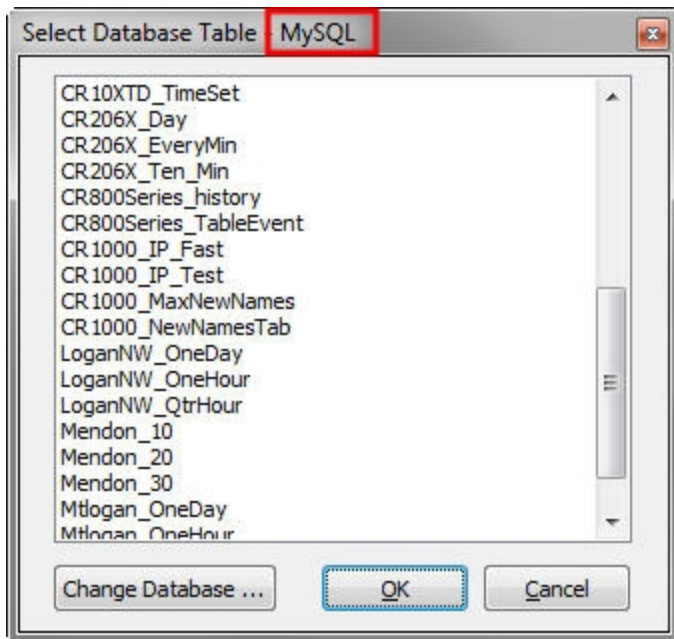 Select Database Table - MySQL
CR10XTD_TimeSet
CR206X_Day
CR206X_EveryMin
CR206X_Ten_Min
CR800Series_history
CR800Series_TableEvent
CR1000_IP_Fast
CR1000_IP_Test
CR1000_MaxNewNames
CR1000_NewNamesTab
LoganNW_OneDay
LoganNW_OneHour
LoganNW_QtrHour
Mendon_10
Mendon_20
Mendon_30
Mtlogan_OneDay
Mtlogan_OneHour
Change Database ... OK Cancel